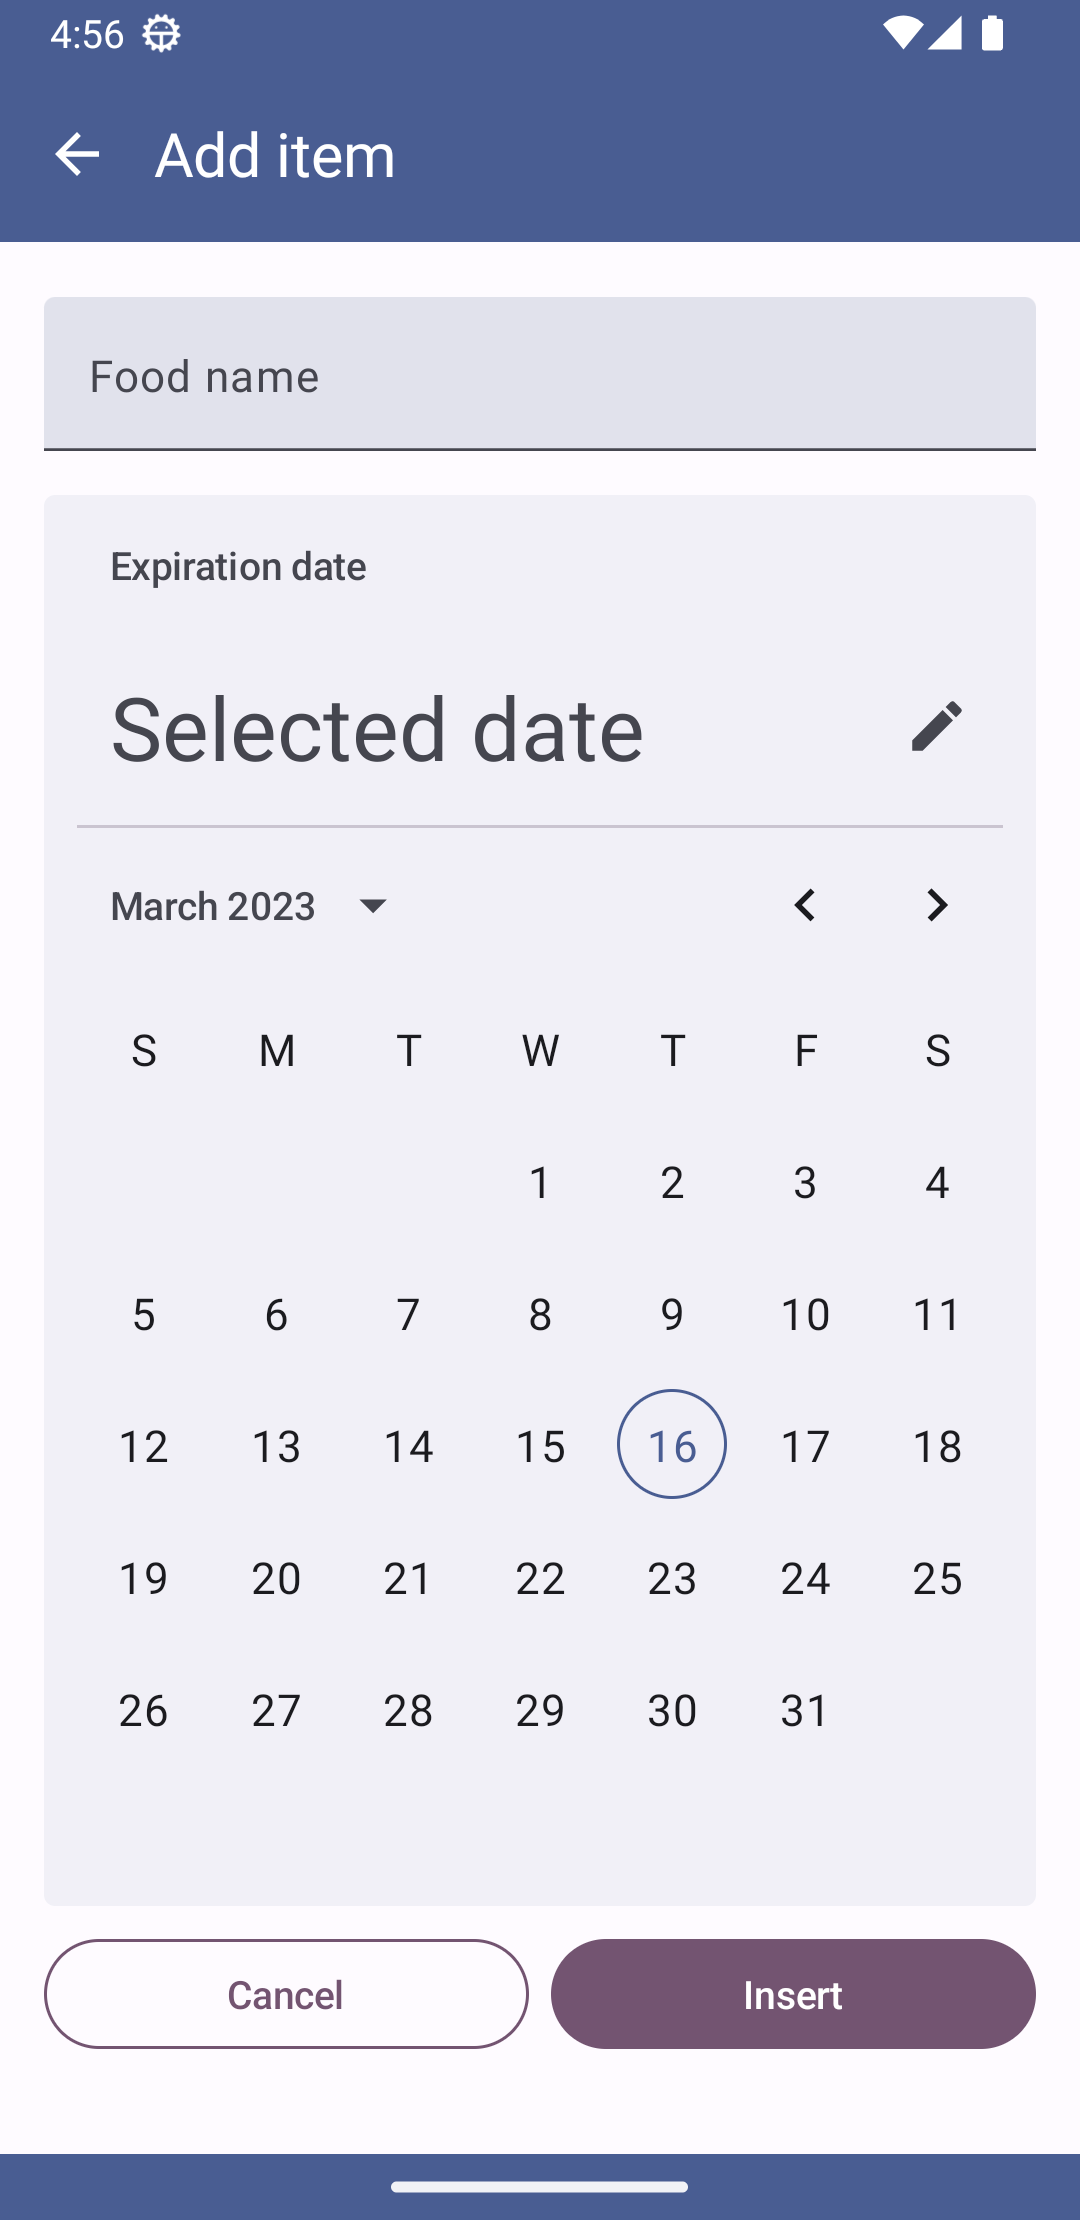 4:56
Add item
Food name
Expiration date
Selected date
March 2023
S M T W T F S
1 2 3 4
5 6 7 8 9 10 11
12 13 14 15 16 17 18
19 20 21 22 23 24 25
26 27 28 29 30 31
Cancel Insert